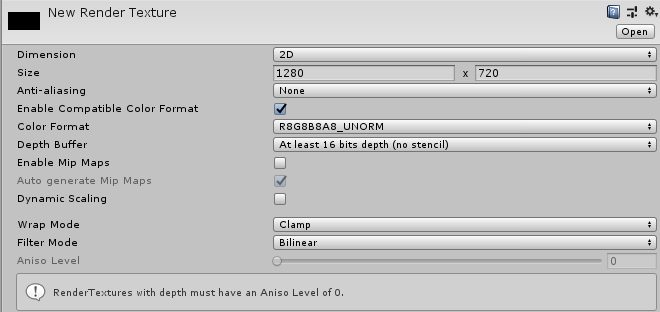 New Render Texture
Open
Dimension 2D
Size 1280 x 720
Anti-aliasing None
Enable Compatible Color Format
Color Format R8G8B8A8_UNORM
Depth Buffer At least 16 bits depth (no stencil)
Enable Mip Maps
Auto generate Mip Maps
Dynamic Scaling
Wrap Mode Clamp
Filter Mode Bilinear
Aniso Level 0
RenderTextures with depth must have an Aniso Level of 0.